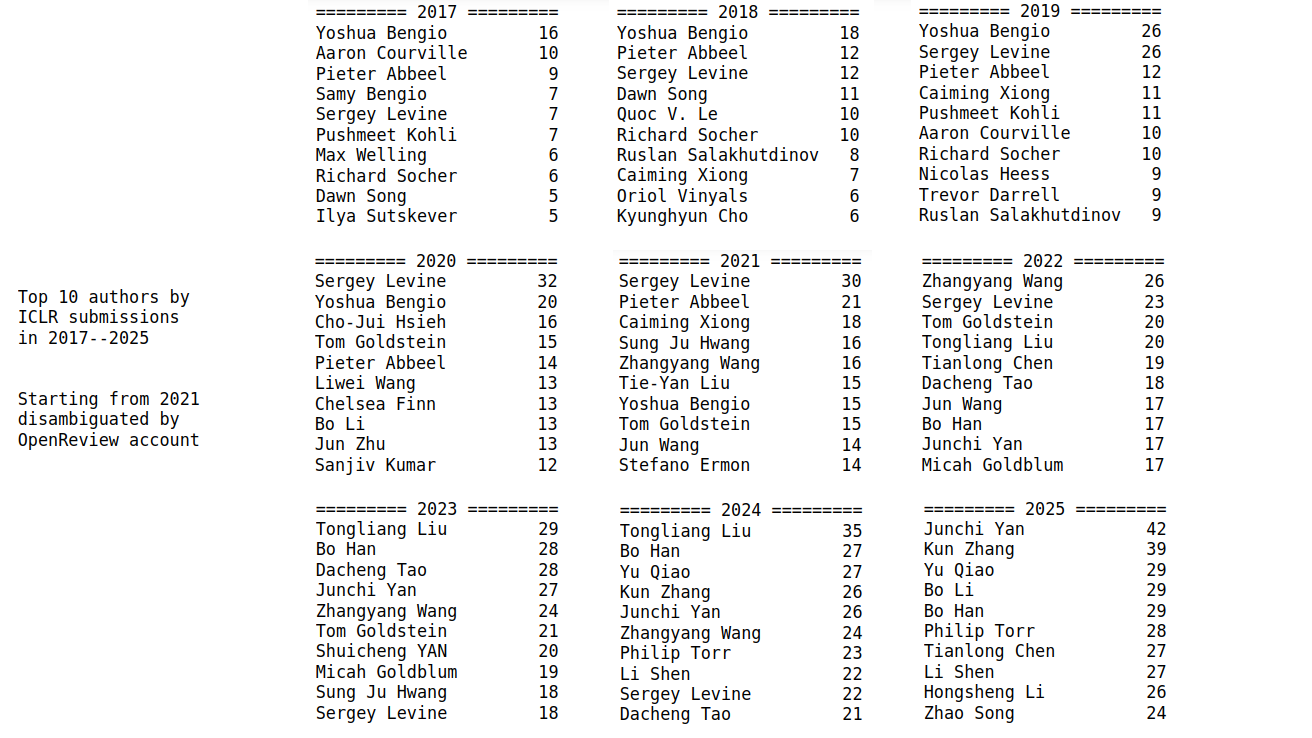 Top 10 authors by
ICLR submissions
in 2017--2025
Starting from 2021
disambiguated by
OpenReview account
========= 2017 =========
Yoshua Bengio 16
Aaron Courville 10
Pieter Abbeel 9
Samy Bengio 7
Sergey Levine 7
Pushmeet Kohli 7
Max Welling 6
Richard Socher 6
Dawn Song 5
Ilya Sutskever 5
========= 2018 =========
Yoshua Bengio 18
Pieter Abbeel 12
Sergey Levine 12
Dawn Song 11
Quoc V. Le 10
Richard Socher 10
Ruslan Salakhutdinov 8
Caiming Xiong 7
Oriol Vinyals 6
Kyunghyun Cho 6
========= 2019 =========
Yoshua Bengio 26
Sergey Levine 26
Pieter Abbeel 12
Caiming Xiong 11
Pushmeet Kohli 11
Aaron Courville 10
Richard Socher 10
Nicolas Heess 9
Trevor Darrell 9
Ruslan Salakhutdinov 9
========= 2020 =========
Sergey Levine 32
Yoshua Bengio 20
Cho-Jui Hsieh 16
Tom Goldstein 15
Pieter Abbeel 14
Liwei Wang 13
Chelsea Finn 13
Bo Li 13
Jun Zhu 13
Sanjiv Kumar 12
========= 2021 =========
Sergey Levine 30
Pieter Abbeel 21
Caiming Xiong 18
Sung Ju Hwang 16
Zhangyang Wang 16
Tie-Yan Liu 15
Yoshua Bengio 15
Tom Goldstein 15
Jun Wang 14
Stefano Ermon 14
========= 2022 =========
Zhangyang Wang 26
Sergey Levine 23
Tom Goldstein 20
Tongliang Liu 20
Tianlong Chen 19
Dacheng Tao 18
Jun Wang 17
Bo Han 17
Junchi Yan 17
Micah Goldblum 17
========= 2023 =========
Tongliang Liu 29
Bo Han 28
Dacheng Tao 28
Junchi Yan 27
Zhangyang Wang 24
Tom Goldstein 21
Shuicheng YAN 20
Micah Goldblum 19
Sung Ju Hwang 18
Sergey Levine 18
========= 2024 =========
Tongliang Liu 35
Bo Han 27
Yu Qiao 27
Kun Zhang 26
Junchi Yan 26
Zhangyang Wang 24
Philip Torr 23
Li Shen 22
Sergey Levine 22
Dacheng Tao 21
========= 2025 =========
Junchi Yan 42
Kun Zhang 39
Yu Qiao 29
Bo Li 29
Bo Han 29
Philip Torr 28
Tianlong Chen 27
Li Shen 27
Hongsheng Li 26
Zhao Song 24